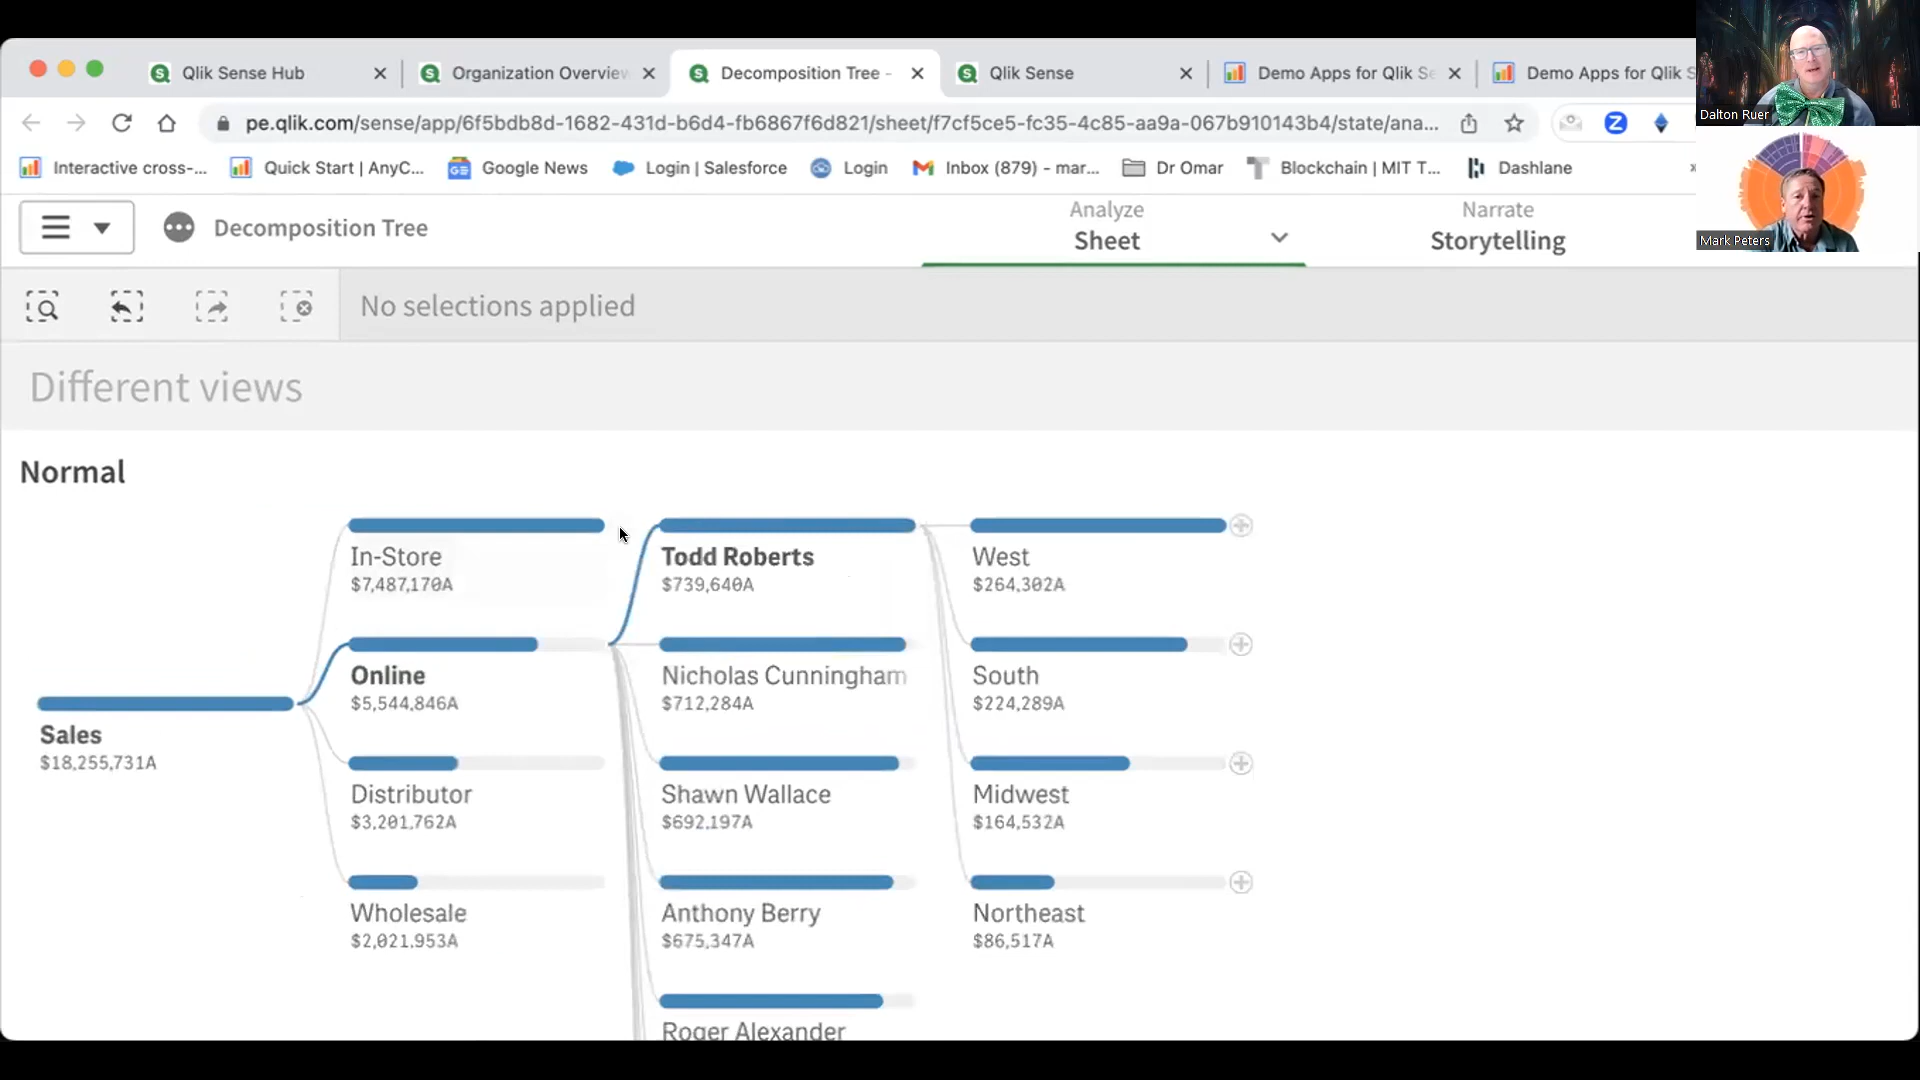 Qlik Sense Hub
Organization Overview
Decomposition Tree -
Qlik Sense
Demo Apps for Qlik Se
Demo Apps for Qlik S
Dalton Ruer
pe.qlik.com/sense/app/6f5bdb8d-1682-431d-b6d4-fb6867f6d821/sheet/f7cf5ce5-fc35-4c85-aa9a-067b910143b4/state/ana...
Z
Interactive cross-...
Quick Start | AnyC...
GE
Google News
Login | Salesforce
Login
Inbox (879) - mar...
Dr Omar
Blockchain | MIT T...
Dashlane
»
Mark Peters
Decomposition Tree
Analyze
Sheet
Narrate
Storytelling
No selections applied
Different views
Normal
Sales
$18,255,731A
In-Store
$7,487,170A
Online
$5,544,846A
Distributor
$3,201,762A
Wholesale
$2,021,953A
Todd Roberts
$739,640A
Nicholas Cunningham
$712,284A
Shawn Wallace
$692,197A
Anthony Berry
$675,347A
Roger Alexander
West
$264,302A
South
$224,289A
Midwest
$164,532A
Northeast
$86,517A